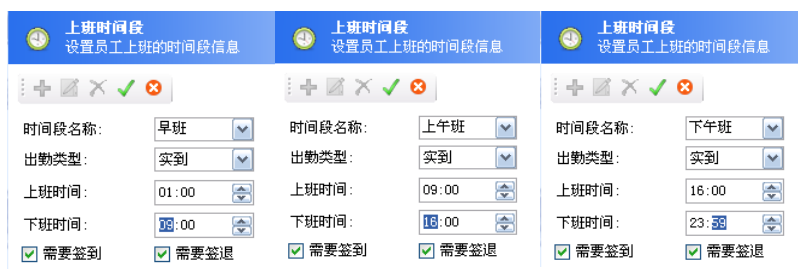 上班时间段
设置员工上班的时间段信息
时间段名称: 早班
出勤类型: 实到
上班时间: 01:00
下班时间: 09:00
需要签到 需要签退
上班时间段
设置员工上班的时间段信息
时间段名称: 上午班
出勤类型: 实到
上班时间: 09:00
下班时间: 16:00
需要签到 需要签退
上班时间段
设置员工上班的时间段信息
时间段名称: 下午班
出勤类型: 实到
上班时间: 16:00
下班时间: 23:59
需要签到 需要签退